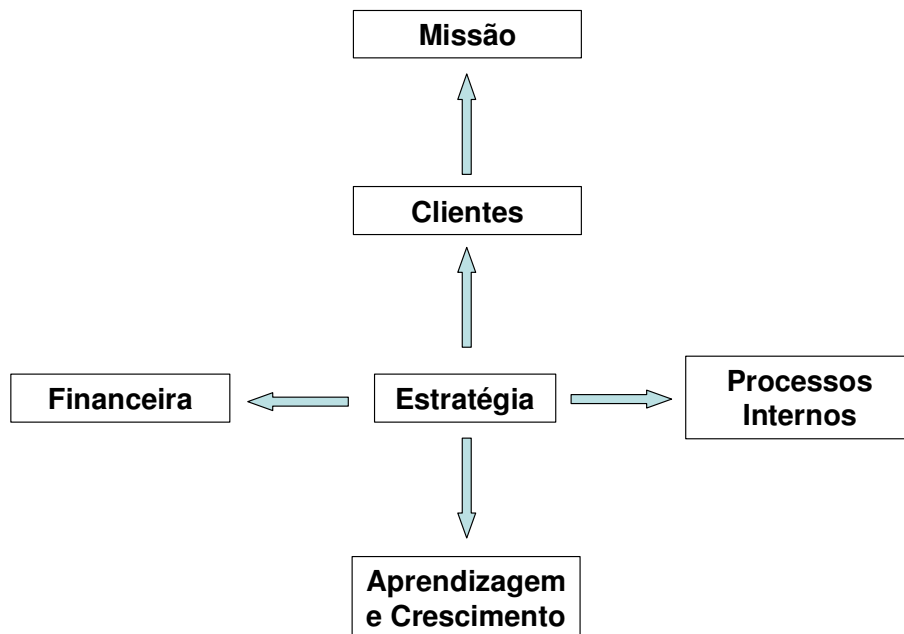 Missão
Clientes
Financeira
Estratégia
Processos
Internos
Aprendizagem
e Crescimento